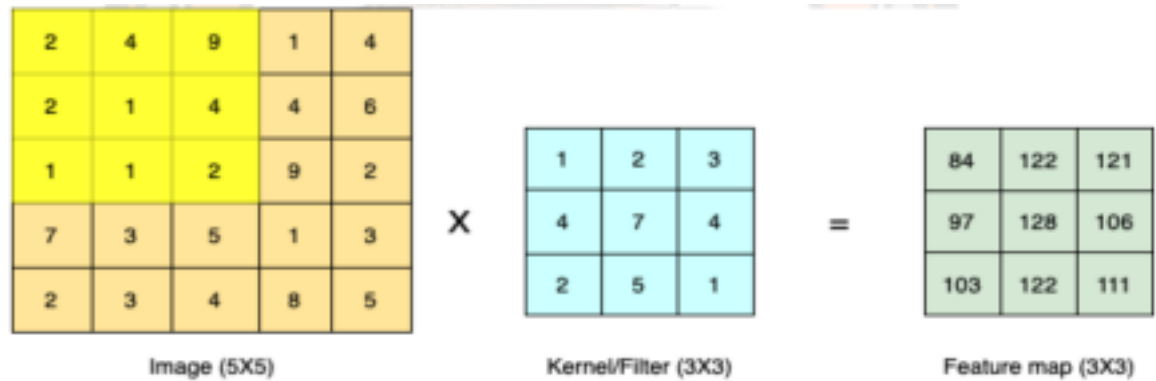 2 4 9 1 4
2 1 4 4 6
1 1 2 9 2
7 3 5 1 3
2 3 4 8 5
Image (5X5)
X
1 2 3
4 7 4
2 5 1
Kernel/Filter (3X3)
=
84 122 121
97 128 106
103 122 111
Feature map (3X3)